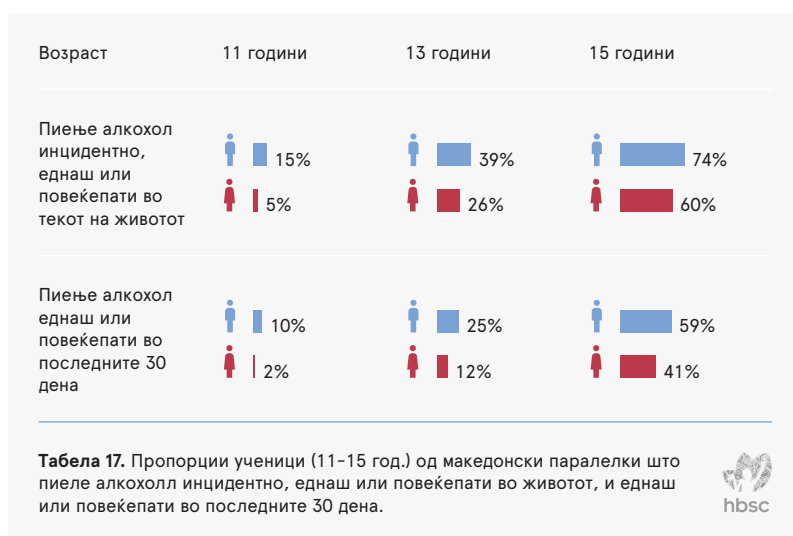 Возраст 11 години 13 години 15 години
Пиење алкохол
инцидентно,
еднаш или
повеќепати во
текот на животот
15% 39% 74%
5% 26% 60%
Пиење алкохол
еднаш или
повеќепати во
последните 30
дена
10% 25% 59%
2% 12% 41%
Табела 17. Пропорции ученици (11-15 год.) од македонски паралелки што
пиеле алкохолл инцидентно, еднаш или повеќепати во животот, и еднаш
или повеќепати во последните 30 дена.
hbsc